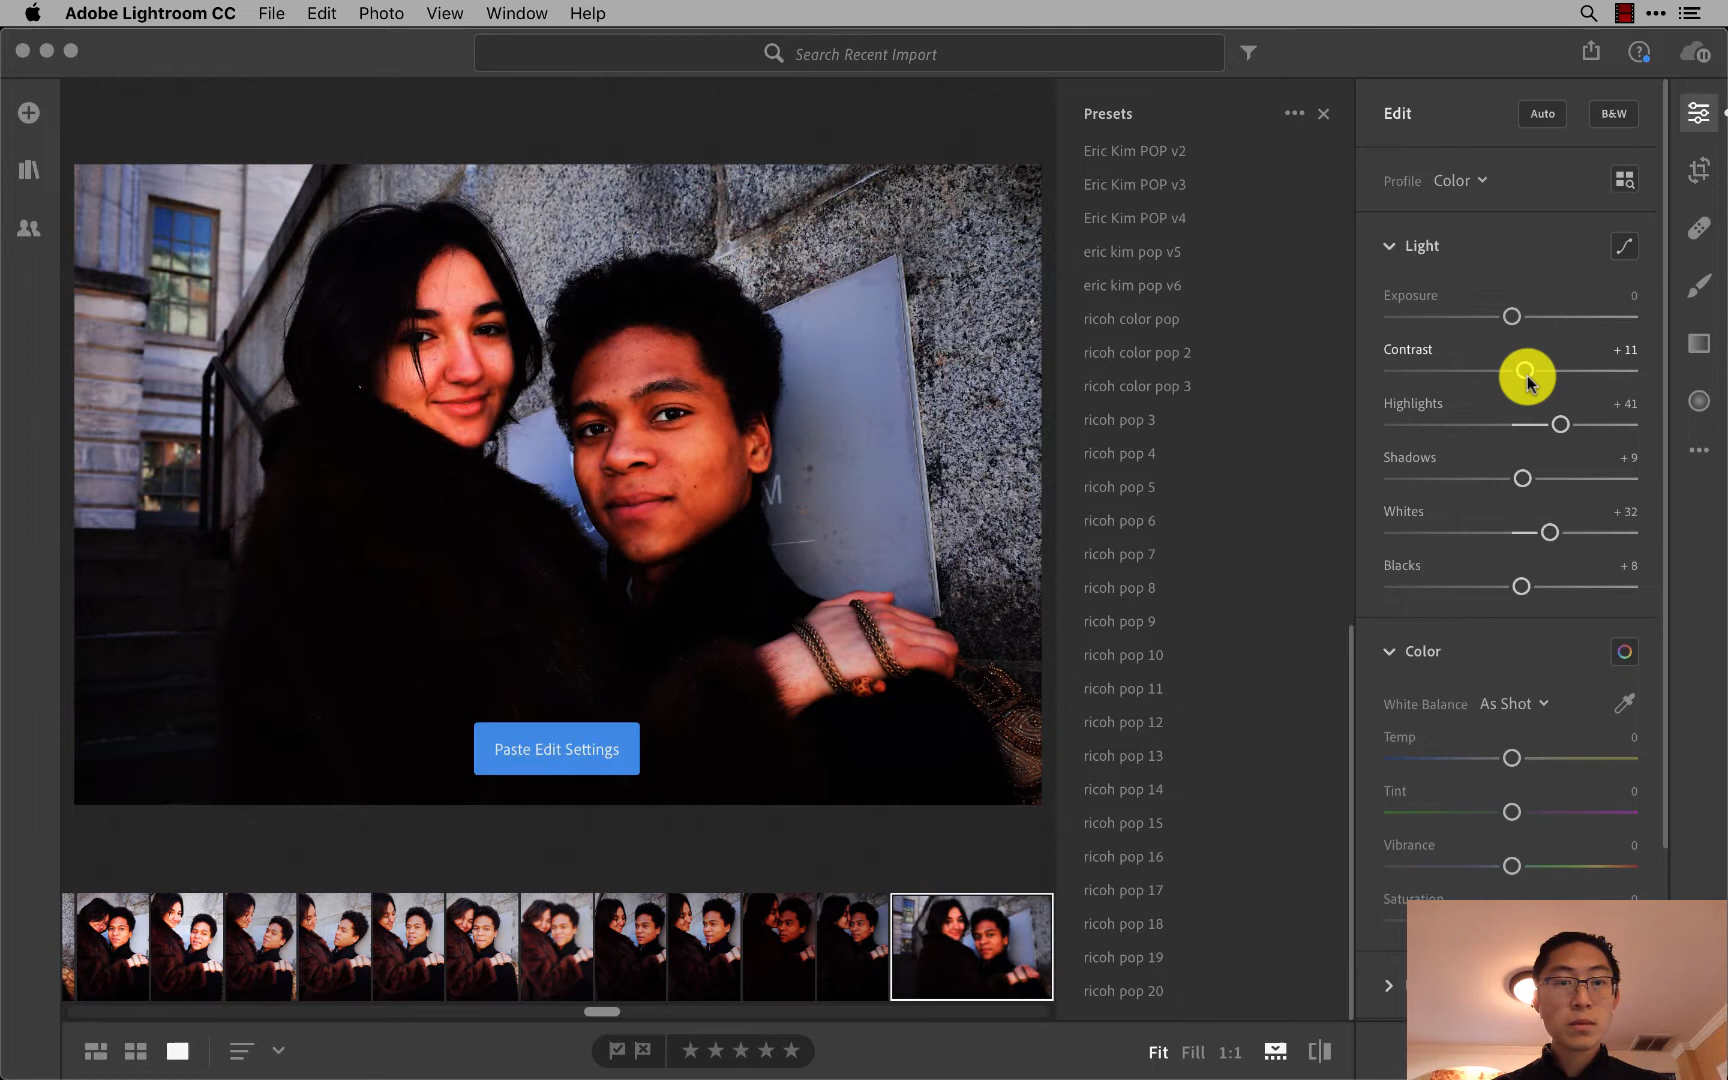 Adobe Lightroom CC File Edit Photo View Window Help
Search Recent Import
Presets
Eric Kim POP v2
Eric Kim POP v3
Eric Kim POP v4
eric kim pop v5
eric kim pop v6
ricoh color pop
ricoh color pop 2
ricoh color pop 3
ricoh pop 3
ricoh pop 4
ricoh pop 5
ricoh pop 6
ricoh pop 7
ricoh pop 8
ricoh pop 9
ricoh pop 10
ricoh pop 11
ricoh pop 12
ricoh pop 13
ricoh pop 14
ricoh pop 15
ricoh pop 16
ricoh pop 17
ricoh pop 18
ricoh pop 19
ricoh pop 20
Edit Auto B&W
Profile Color
Light
Exposure 0
Contrast + 11
Highlights + 41
Shadows + 9
Whites + 32
Blacks + 8
Color
White Balance As Shot
Temp 0
Tint 0
Vibrance 0
Saturation 0
M
Paste Edit Settings
Fit Fill 1:1